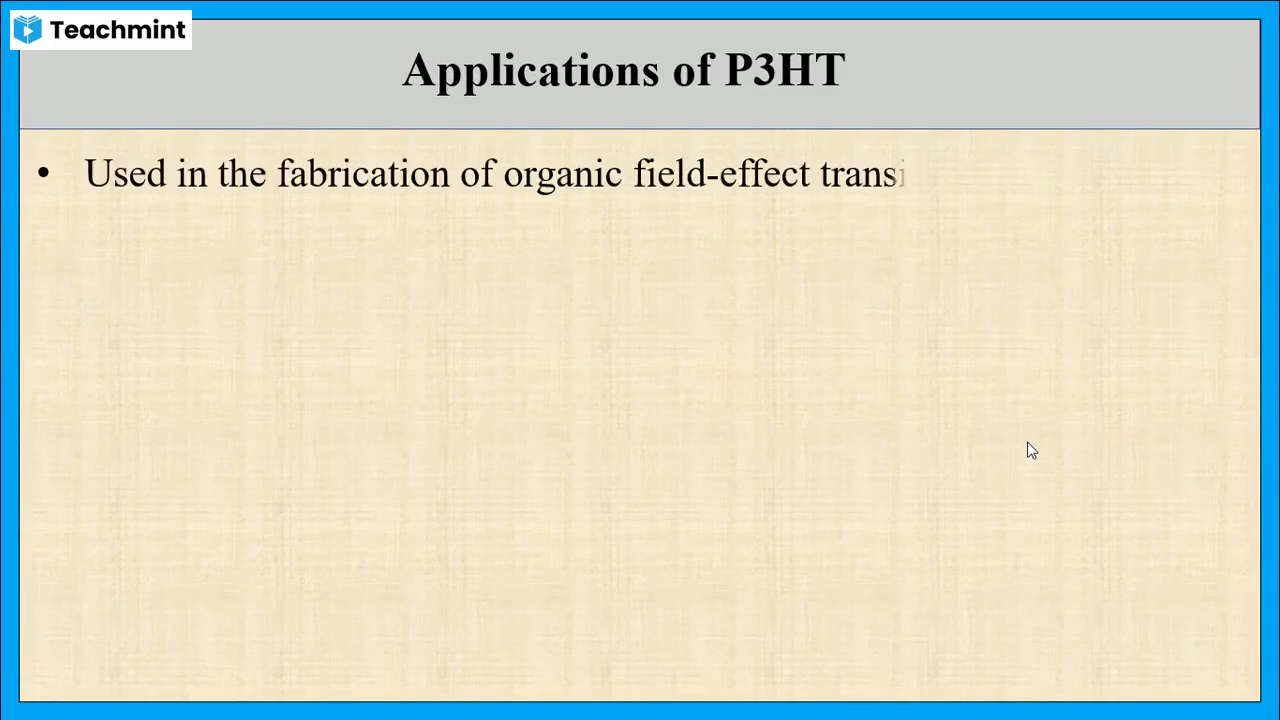 Teachmint
Applications of P3HT
• Used in the fabrication of organic field-effect transi